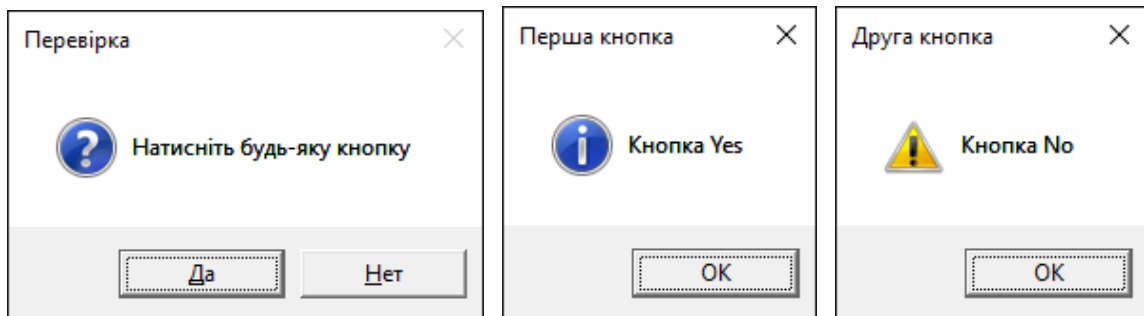 Перевірка
Натисніть будь-яку кнопку
Да
Нет
Перша кнопка
Кнопка Yes
OK
Друга кнопка
Кнопка No
OK